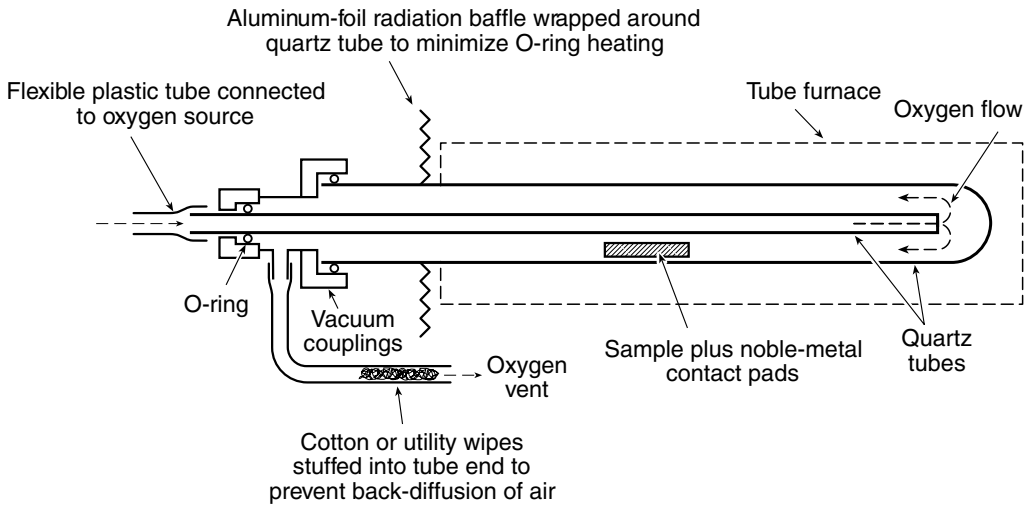 Aluminum-foil radiation baffle wrapped around
quartz tube to minimize O-ring heating
Flexible plastic tube connected
to oxygen source
Tube furnace
Oxygen flow
O-ring
Vacuum
couplings
Sample plus noble-metal
contact pads
Quartz
tubes
Oxygen
vent
Cotton or utility wipes
stuffed into tube end to
prevent back-diffusion of air